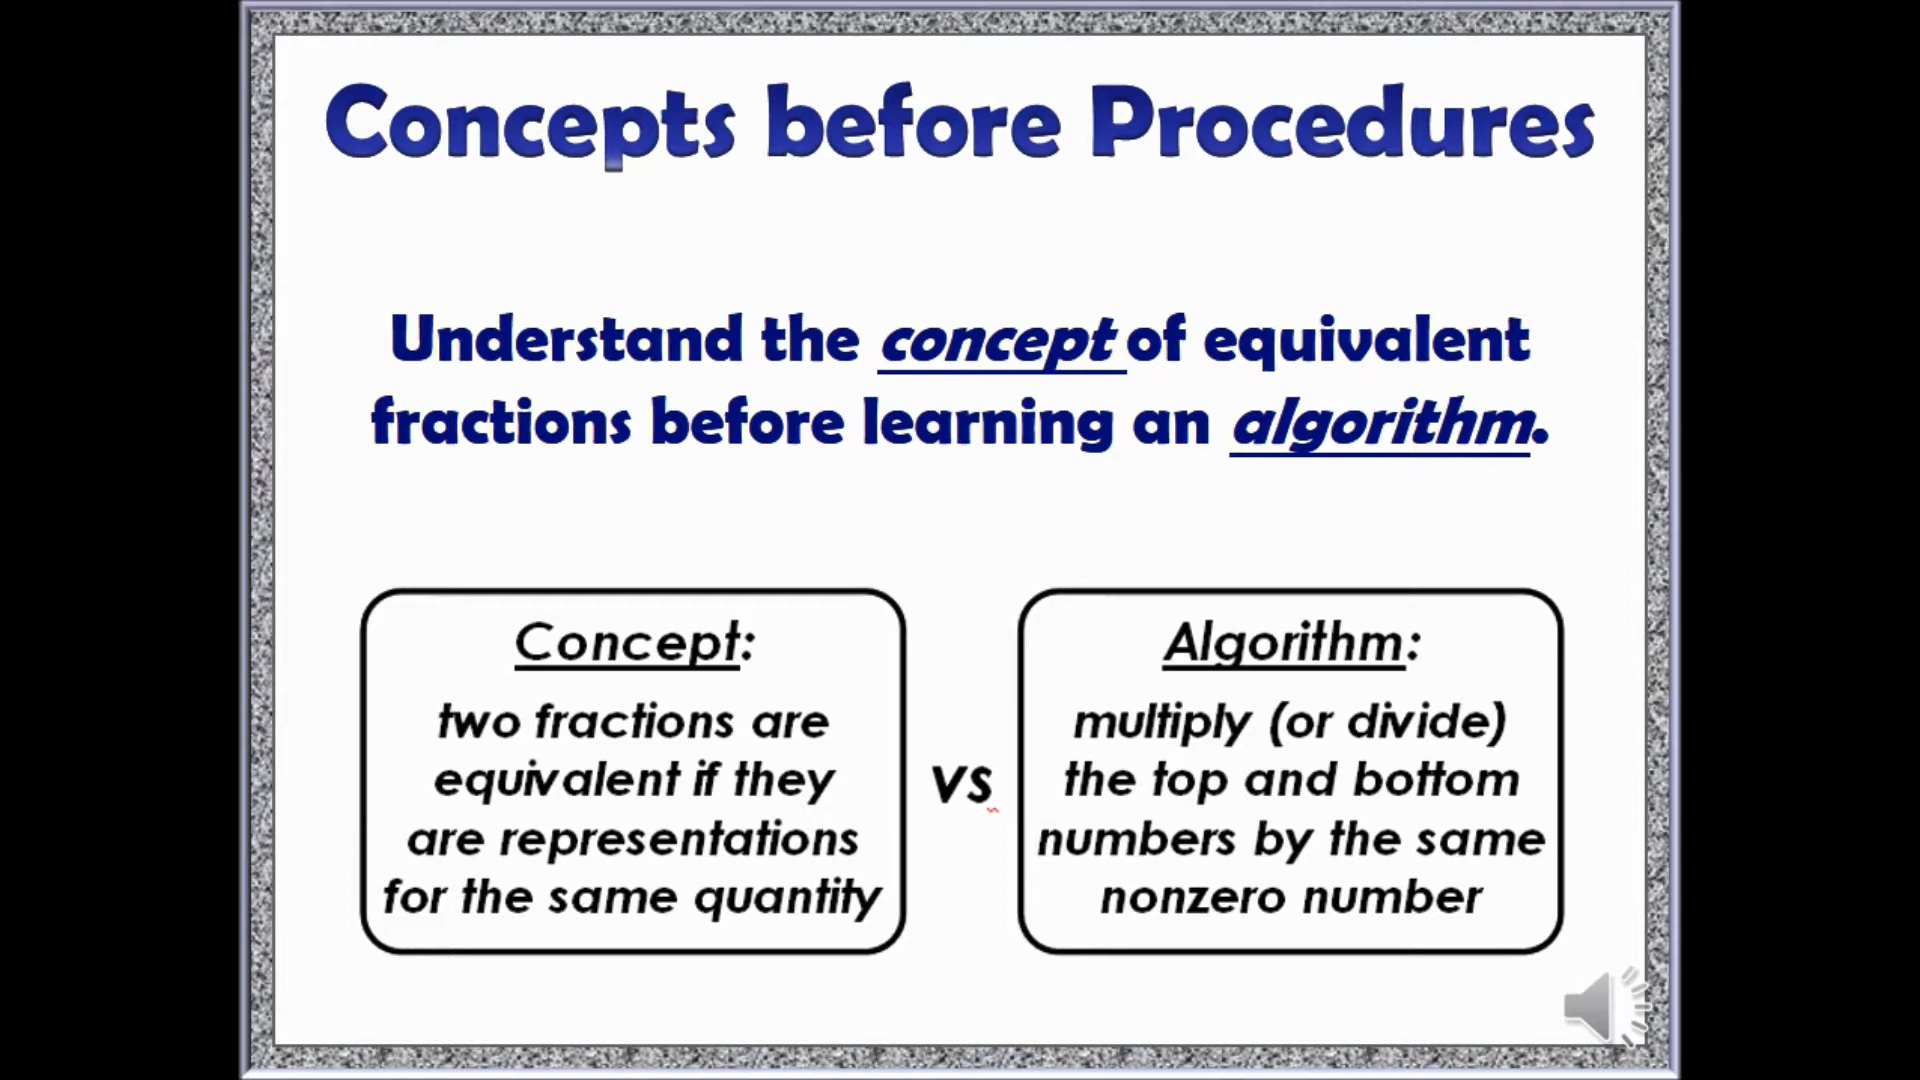 Concepts before Procedures
Understand the concept of equivalent
fractions before learning an algorithm.
Concept:
two fractions are
equivalent if they
are representations
for the same quantity
vs
Algorithm:
multiply (or divide)
the top and bottom
numbers by the same
nonzero number